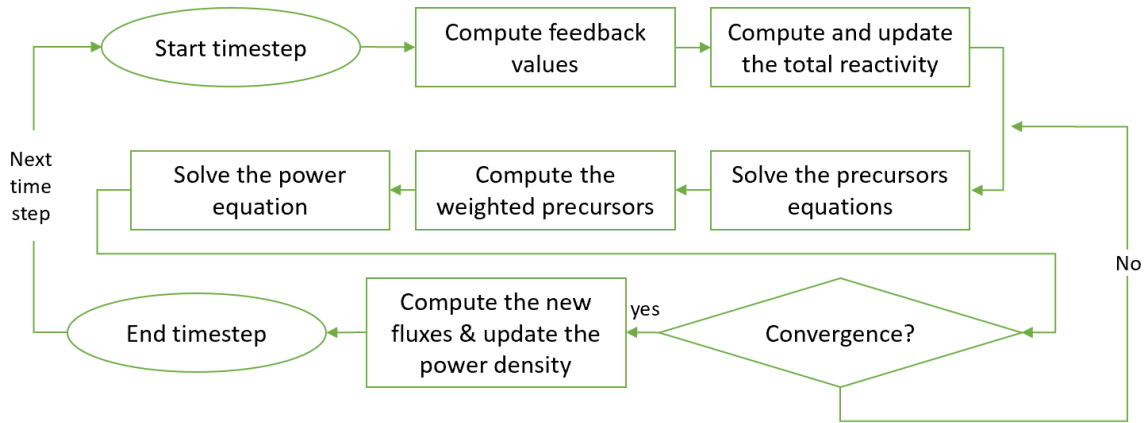 Start timestep
Compute feedback
values
Compute and update
the total reactivity
Next
time
step
Solve the power
equation
Compute the
weighted precursors
Solve the precursors
equations
No
End timestep
Compute the new
fluxes & update the
power density
yes
Convergence?